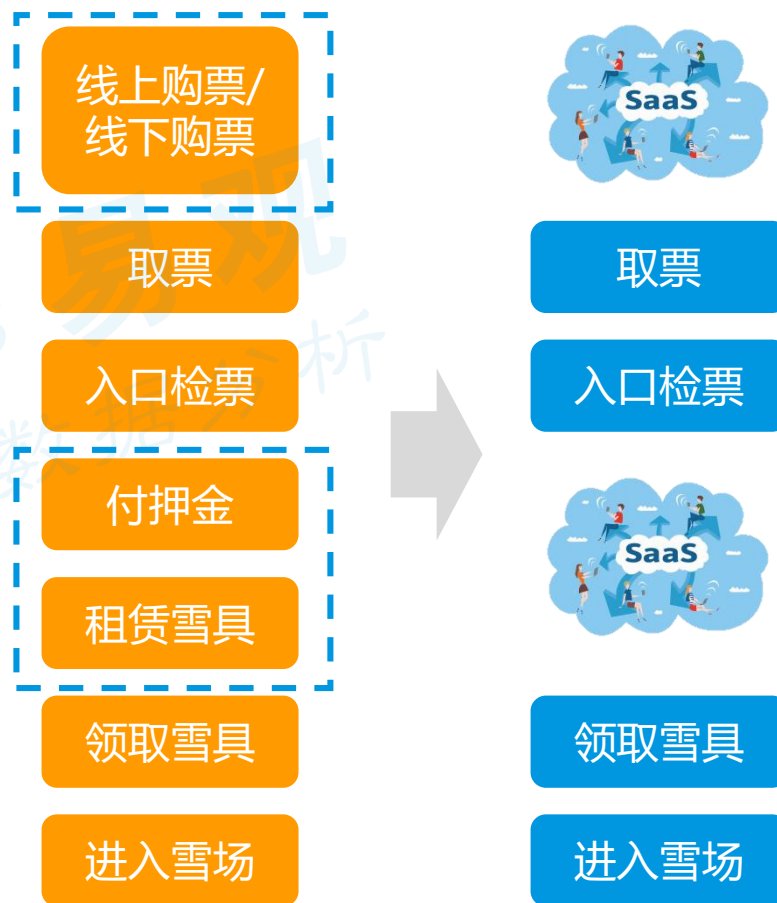 线上购票/
线下购票
取票
入口检票
付押金
租赁雪具
领取雪具
进入雪场
SaaS
取票
入口检票
SaaS
领取雪具
进入雪场
易观
数据分析